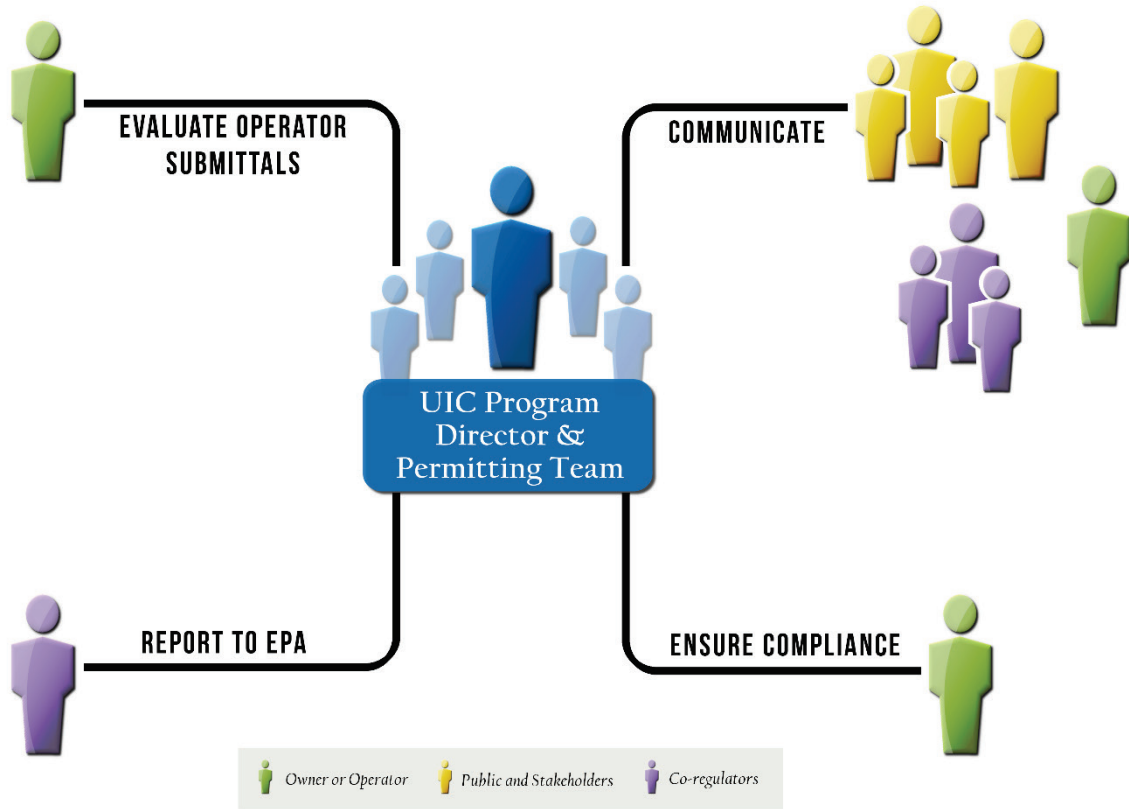 EVALUATE OPERATOR
SUBMITTALS
COMMUNICATE
UIC Program
Director &
Permitting Team
REPORT TO EPA
ENSURE COMPLIANCE
Owner or Operator
Public and Stakeholders
Co-regulators